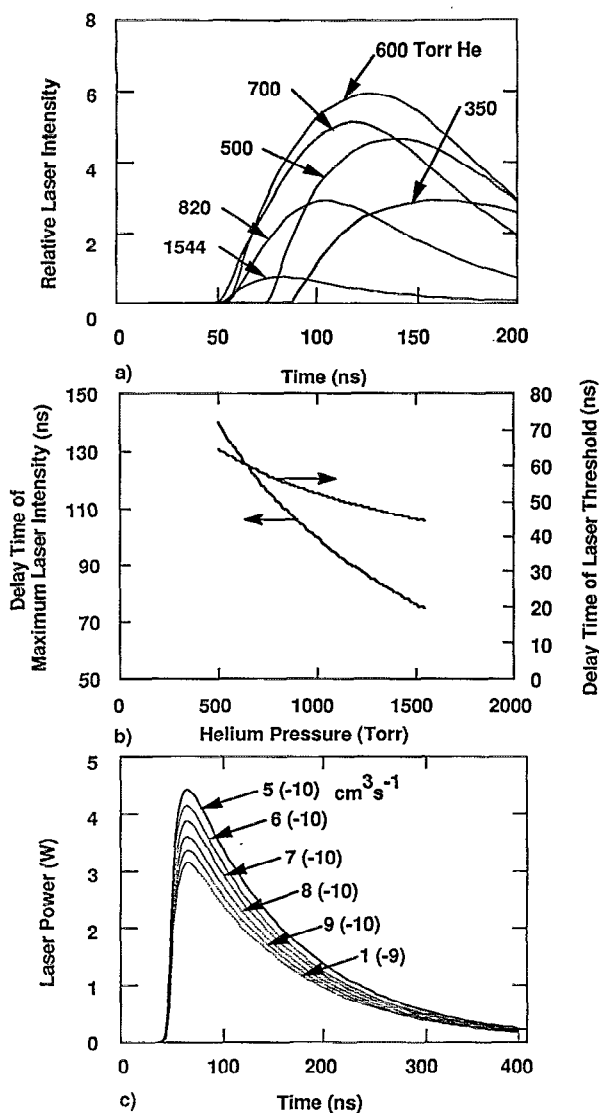 8
6
4
2
0
Relative Laser Intensity
600 Torr He
700
350
500
820
1544
0 50 100 150 200
a) Time (ns)
150
130
110
90
70
50
Delay Time of
Maximum Laser Intensity (ns)
80
70
60
50
40
30
20
10
0
Delay Time of Laser Threshold (ns)
0 500 1000 1500 2000
b) Helium Pressure (Torr)
5
4
3
2
1
0
Laser Power (W)
5 (-10) cm³s⁻¹
6 (-10)
7 (-10)
8 (-10)
9 (-10)
1 (-9)
0 100 200 300 400
c) Time (ns)